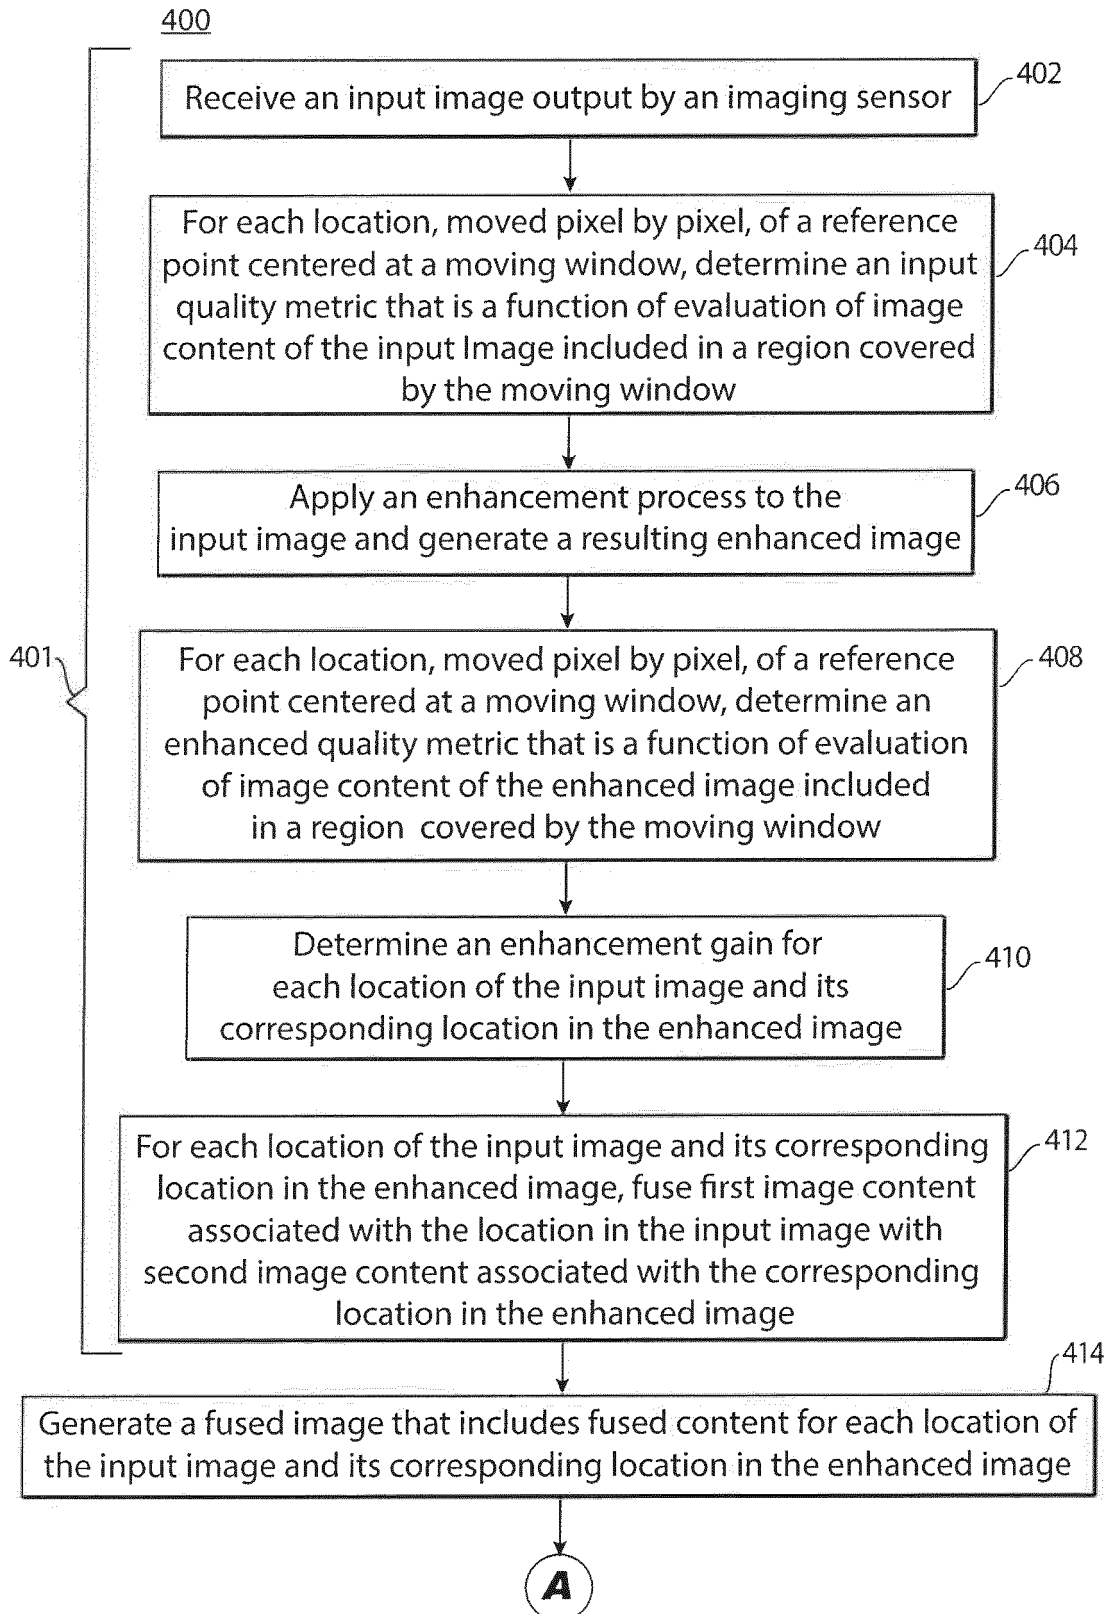 400
Receive an input image output by an imaging sensor
402
For each location, moved pixel by pixel, of a reference
point centered at a moving window, determine an input
quality metric that is a function of evaluation of image
content of the input Image included in a region covered
by the moving window
404
Apply an enhancement process to the
input image and generate a resulting enhanced image
406
401
For each location, moved pixel by pixel, of a reference
point centered at a moving window, determine an
enhanced quality metric that is a function of evaluation
of image content of the enhanced image included
in a region covered by the moving window
408
Determine an enhancement gain for
each location of the input image and its
corresponding location in the enhanced image
410
For each location of the input image and its corresponding
location in the enhanced image, fuse first image content
associated with the location in the input image with
second image content associated with the corresponding
location in the enhanced image
412
414
Generate a fused image that includes fused content for each location of
the input image and its corresponding location in the enhanced image
A